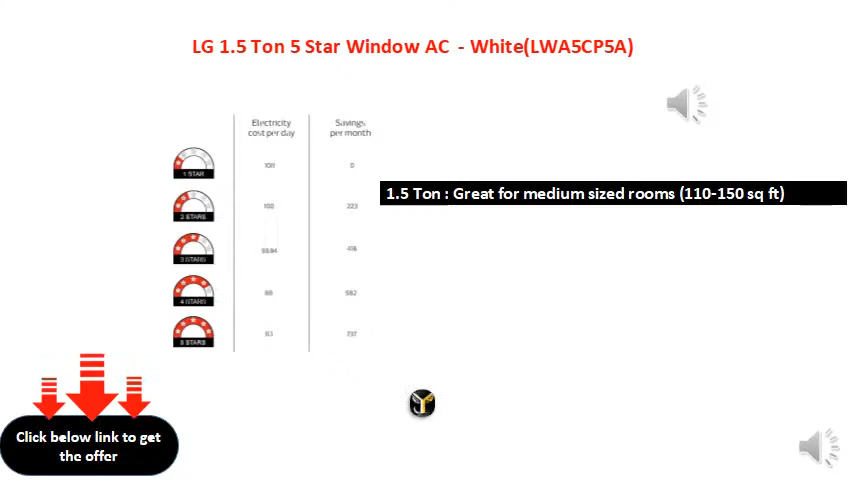 LG 1.5 Ton 5 Star Window AC - White(LWA5CP5A)
Electricity cost per day
Savings per month
1 STAR
0
1.5 Ton : Great for medium sized rooms (110-150 sq ft)
2 STARS 100 223
3 STARS
4 STARS 88 582
5 STARS 83 737
Click below link to get
the offer